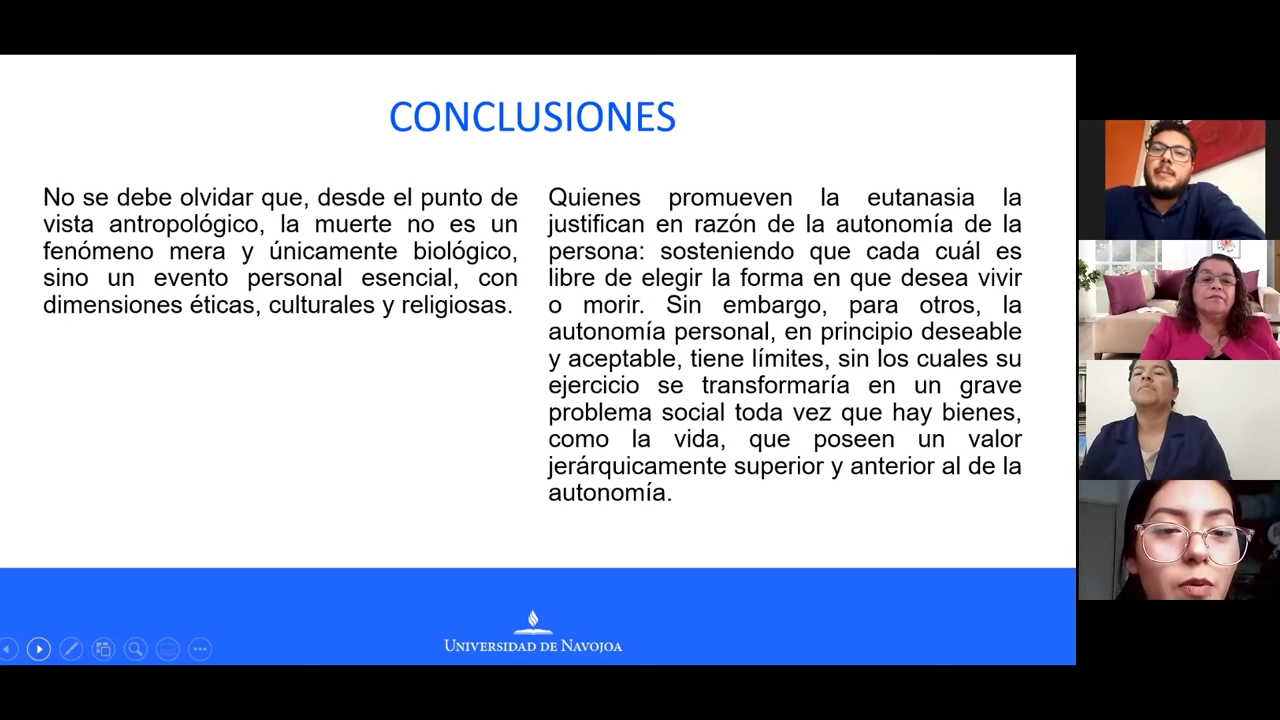 CONCLUSIONES
No se debe olvidar que, desde el punto de
vista antropológico, la muerte no es un
fenómeno mera y únicamente biológico,
sino un evento personal esencial, con
dimensiones éticas, culturales y religiosas.
Quienes promueven la eutanasia la
justifican en razón de la autonomía de la
persona: sosteniendo que cada cuál es
libre de elegir la forma en que desea vivir
o morir. Sin embargo, para otros, la
autonomía personal, en principio deseable
y aceptable, tiene límites, sin los cuales su
ejercicio se transformaría en un grave
problema social toda vez que hay bienes,
como la vida, que poseen un valor
jerárquicamente superior y anterior al de la
autonomía.
UNIVERSIDAD DE NAVOJOA